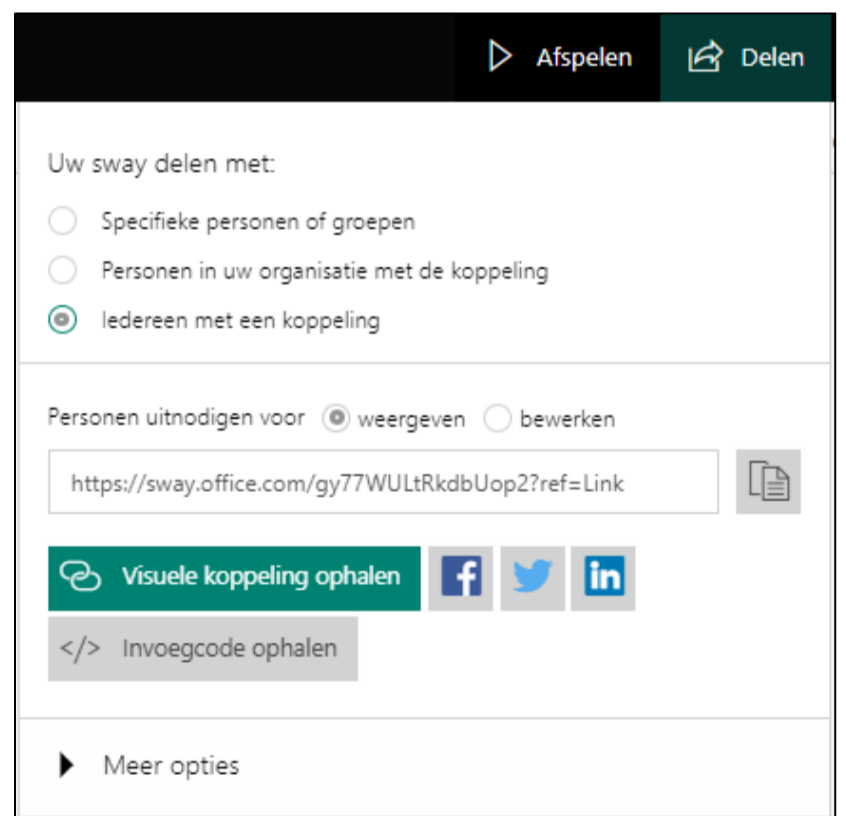 Afspelen Delen
Uw sway delen met:
Specifieke personen of groepen
Personen in uw organisatie met de koppeling
Iedereen met een koppeling
Personen uitnodigen voor weergeven bewerken
https://sway.office.com/gy77WULtRkdbUop2?ref=Link
Visuele koppeling ophalen f in
</> Invoegcode ophalen
Meer opties